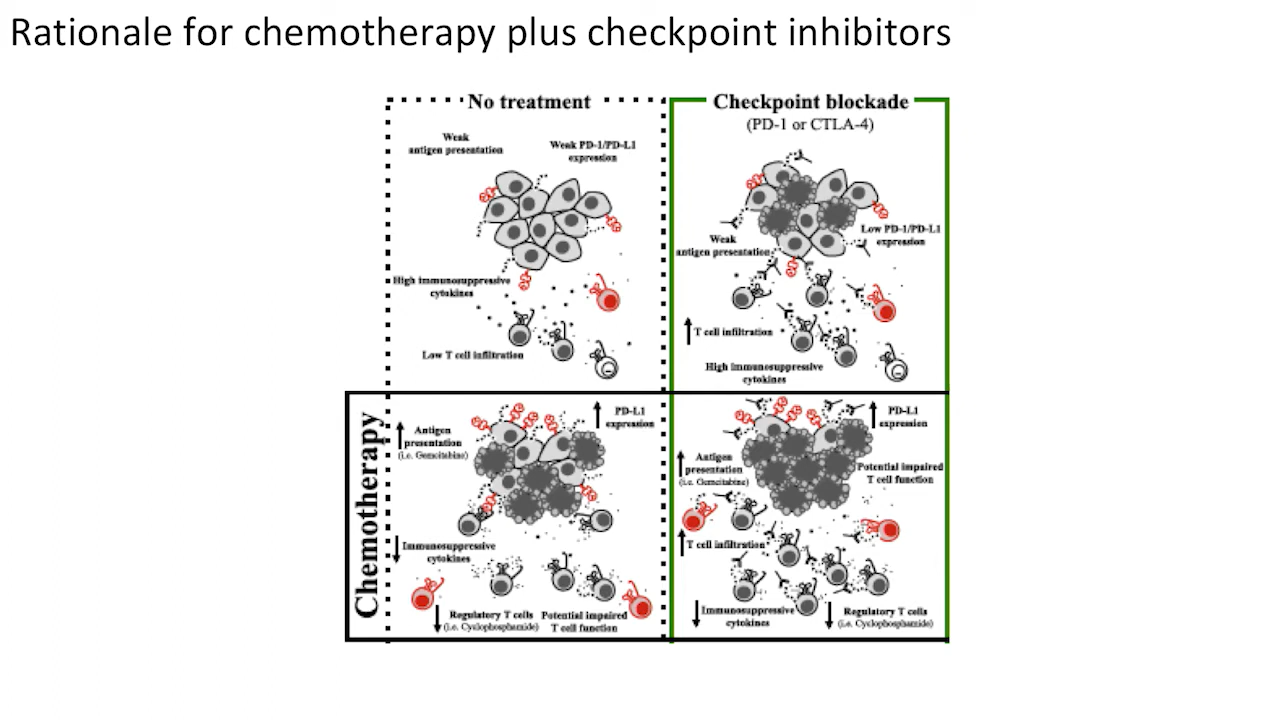 Rationale for chemotherapy plus checkpoint inhibitors
No treatment
Weak
antigen presentation
Weak PD-1/PD-L1
expression
High immunosuppressive
cytokines
Low T cell infiltration
Checkpoint blockade
(PD-1 or CTLA-4)
Weak
antigen presentation
Low PD-1/PD-L1
expression
T cell infiltration
High immunosuppressive
cytokines
Chemotherapy
Antigen
presentation
(i.e. Gemcitabine)
PD-L1
expression
Immunosuppressive
cytokines
Regulatory T cells
(i.e. Cyclophosphamide)
Potential impaired
T cell function
PD-L1
expression
Antigen
presentation
(i.e. Gemcitabine)
Potential impaired
T cell function
T cell infiltration
Immunosuppressive
cytokines
Regulatory T cells
(i.e. Cyclophosphamide)